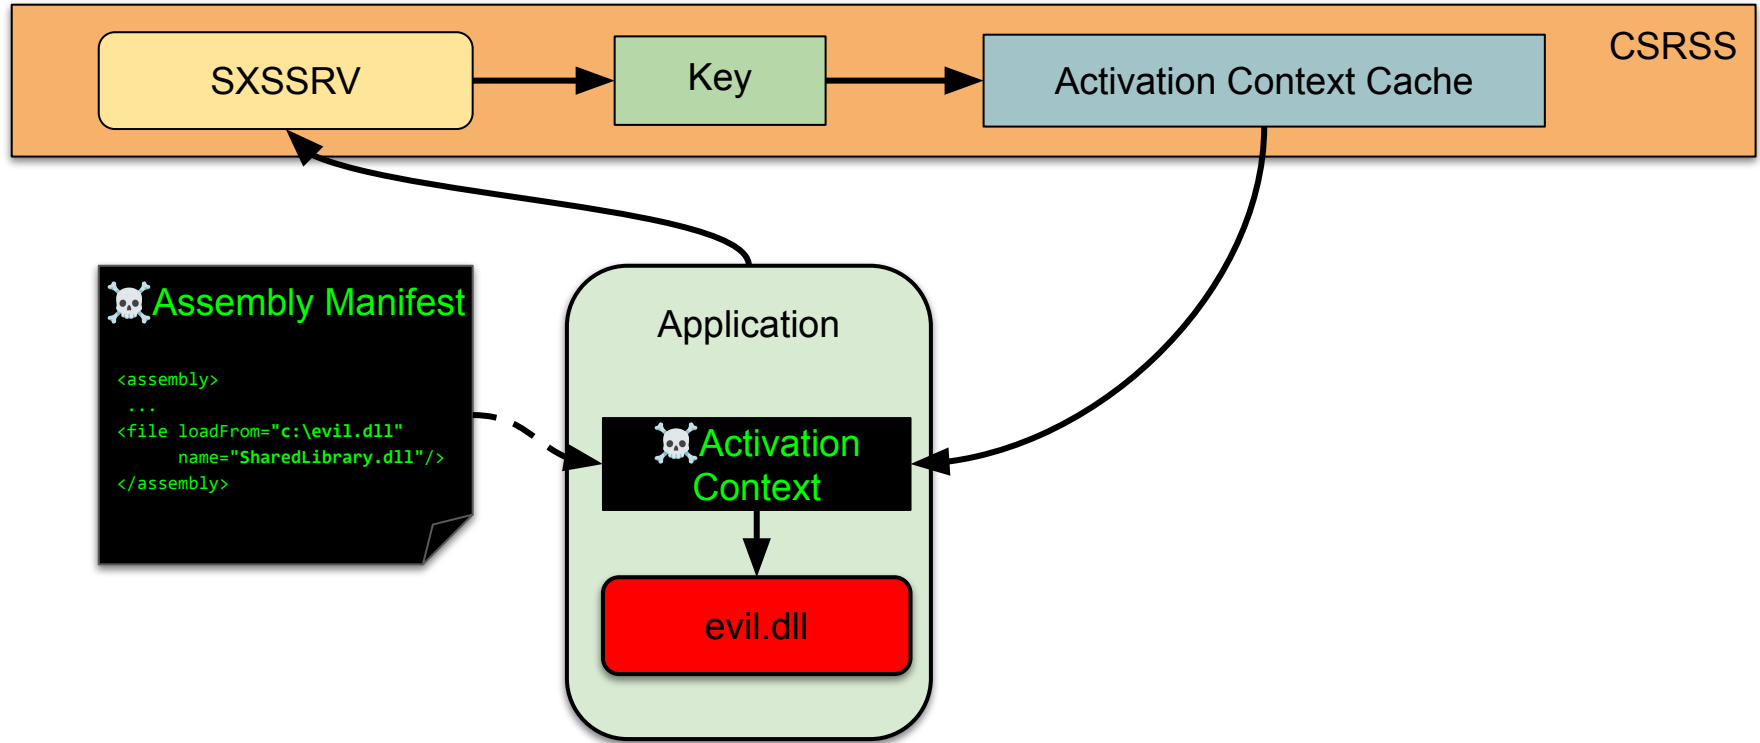 CSRSS
SXSSRV
Key
Activation Context Cache
Assembly Manifest
<assembly>
...
<file loadFrom="c:\evil.dll"
name="SharedLibrary.dll"/>
</assembly>
Application
Activation
Context
evil.dll